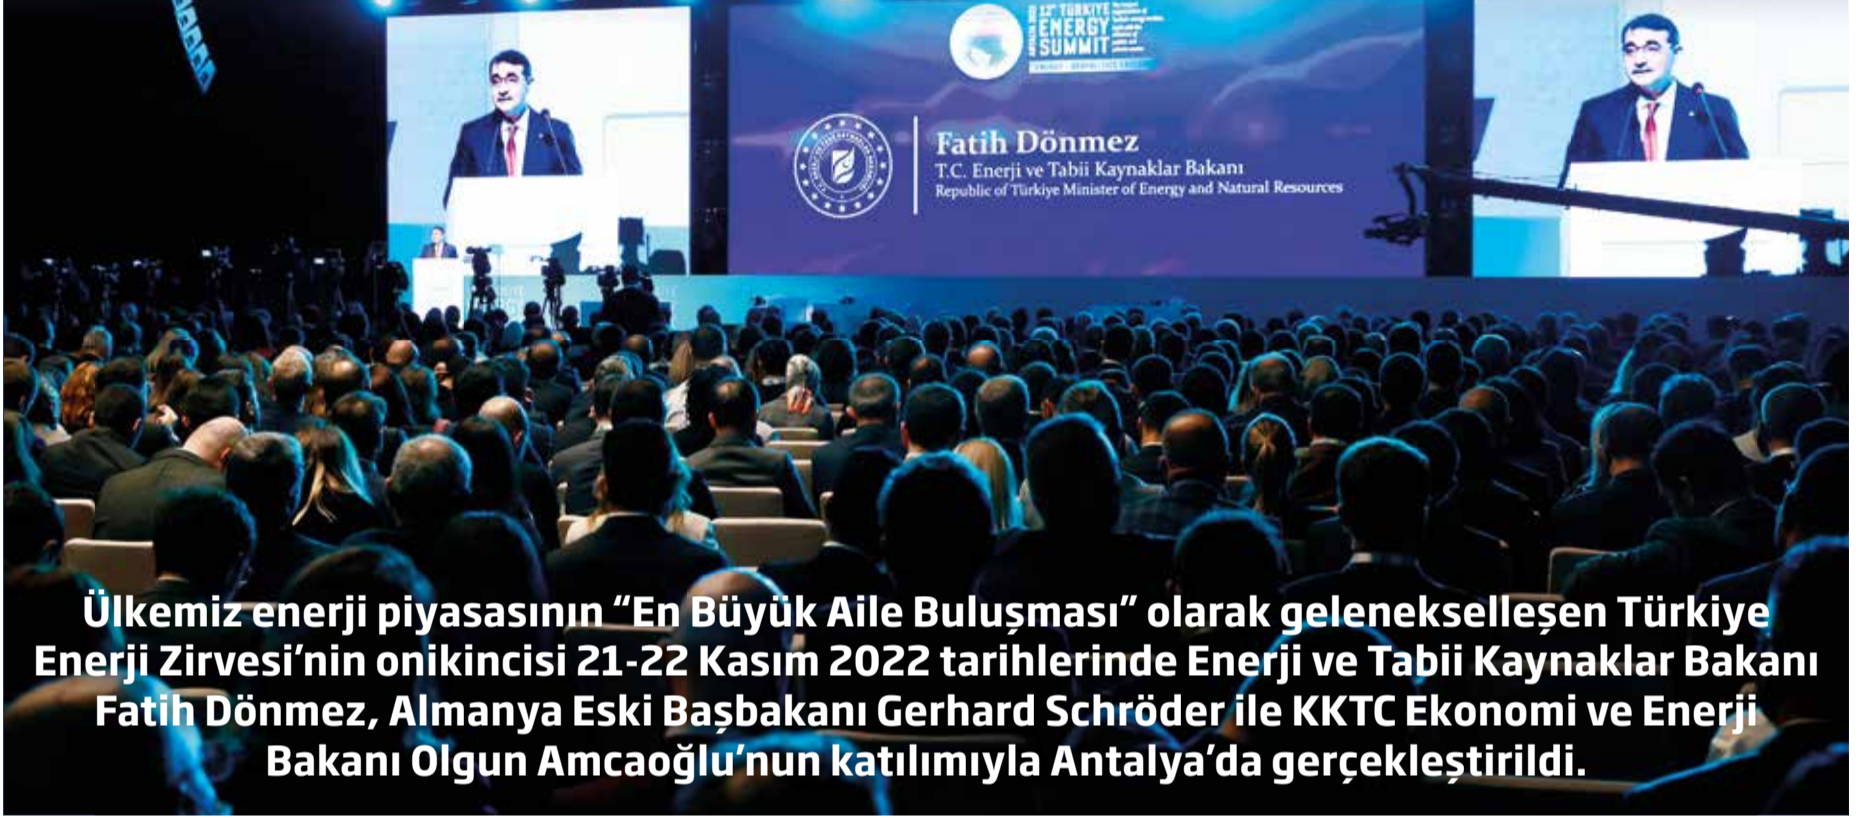 12th TÜRKİYE
ENERGY
SUMMIT
Fatih Dönmez
T.C. Enerji ve Tabii Kaynaklar Bakanı
Republic of Türkiye Minister of Energy and Natural Resources
Ülkemiz enerji piyasasının “En Büyük Aile Buluşması” olarak gelenekselleşen Türkiye
Enerji Zirvesi’nin onikincisi 21-22 Kasım 2022 tarihlerinde Enerji ve Tabii Kaynaklar Bakanı
Fatih Dönmez, Almanya Eski Başbakanı Gerhard Schröder ile KKTC Ekonomi ve Enerji
Bakanı Olgun Amcaoğlu’nun katılımıyla Antalya’da gerçekleştirildi.